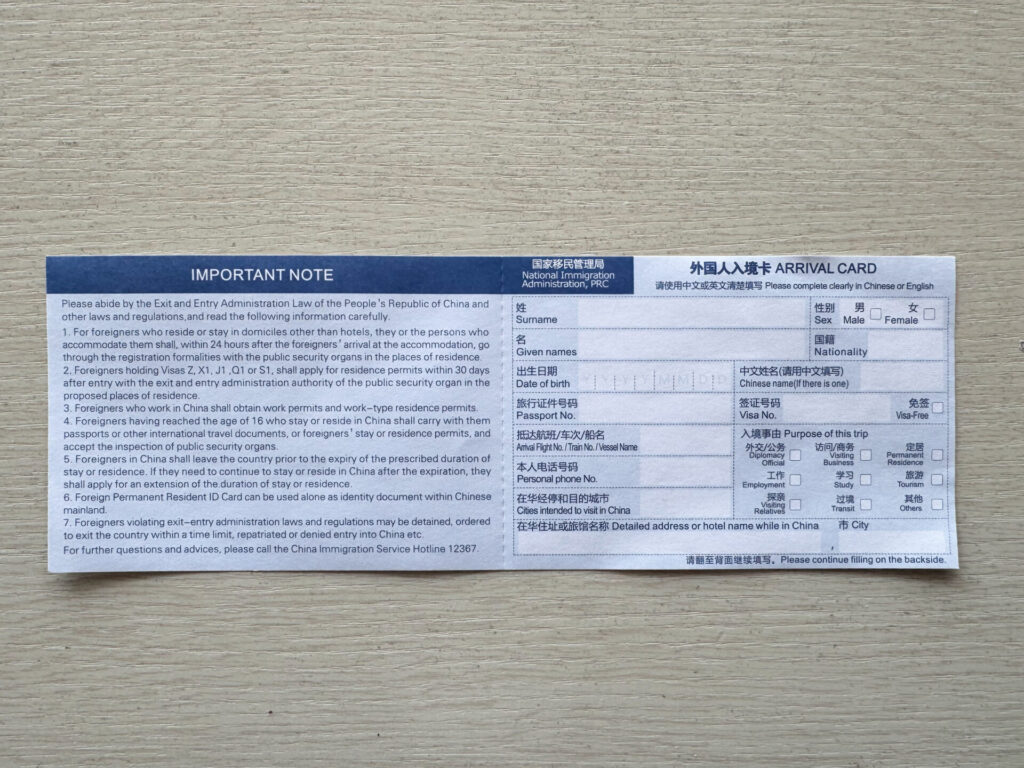 IMPORTANT NOTE
Please abide by the Exit and Entry Administration Law of the People's Republic of China and
other laws and regulations,and read the following information carefully.
1. For foreigners who reside or stay in domiciles other than hotels, they or the persons who
accommodate them shall, within 24 hours after the foreigners' arrival at the accommodation, go
through the registration formalities with the public security organs in the places of residence.
2. Foreigners holding Visas Z, X1, J1 ,Q1 or S1, shall apply for residence permits within 30 days
after entry with the exit and entry administration authority of the public security organ in the
proposed places of residence.
3. Foreigners who work in China shall obtain work permits and work-type residence permits.
4. Foreigners having reached the age of 16 who stay or reside in China shall carry with them
passports or other international travel documents, or foreigners' stay or residence permits, and
accept the inspection of public security organs.
5. Foreigners in China shall leave the country prior to the expiry of the prescribed duration of
stay or residence. If they need to continue to stay or reside in China after the expiration, they
shall apply for an extension of the duration of stay or residence.
6. Foreign Permanent Resident ID Card can be used alone as identity document within Chinese
mainland.
7. Foreigners violating exit-entry administration laws and regulations may be detained, ordered
to exit the country within a time limit, repatriated or denied entry into China etc.
For further questions and advices, please call the China Immigration Service Hotline 12367.
国家移民管理局
National Immigration
Administration, PRC
外国人入境卡 ARRIVAL CARD
请使用中文或英文清楚填写 Please complete clearly in Chinese or English
姓
Surname
性别 男 女
Sex Male Female
名
Given names
国籍
Nationality
出生日期
Date of birth
Y Y Y Y M M D D
中文姓名(请用中文填写)
Chinese name(If there is one)
旅行证件号码
Passport No.
签证号码 免签
Visa No. Visa-Free
抵达航班/车次/船名
Arrival Flight No. / Train No. / Vessel Name
本人电话号码
Personal phone No.
在华经停和目的城市
Cities intended to visit in China
入境事由 Purpose of this trip
外交/公务 访问/商务 定居
Diplomacy Visiting Permanent
Official Business Residence
工作 学习 旅游
Employment Study Tourism
探亲 过境 其他
Visiting Transit Others
Relatives
在华住址或旅馆名称 Detailed address or hotel name while in China 市 City
,
请翻至背面继续填写。Please continue filling on the backside.